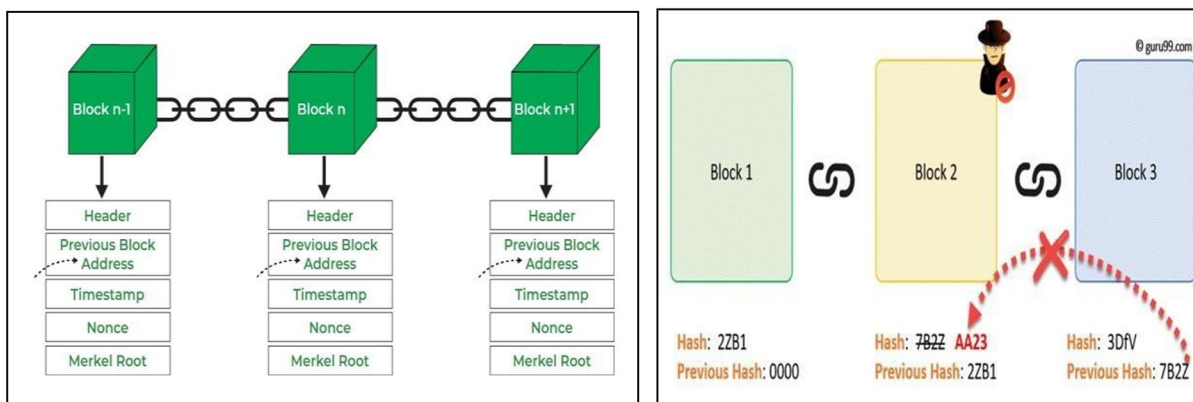 Block n-1
Block n
Block n+1
Header
Previous Block
Address
Timestamp
Nonce
Merkel Root
Header
Previous Block
Address
Timestamp
Nonce
Merkel Root
Header
Previous Block
Address
Timestamp
Nonce
Merkel Root
© guru99.com
Block 1
Block 2
Block 3
Hash: 2ZB1
Previous Hash: 0000
Hash: 7B2Z AA23
Previous Hash: 2ZB1
Hash: 3DfV
Previous Hash: 7B2Z